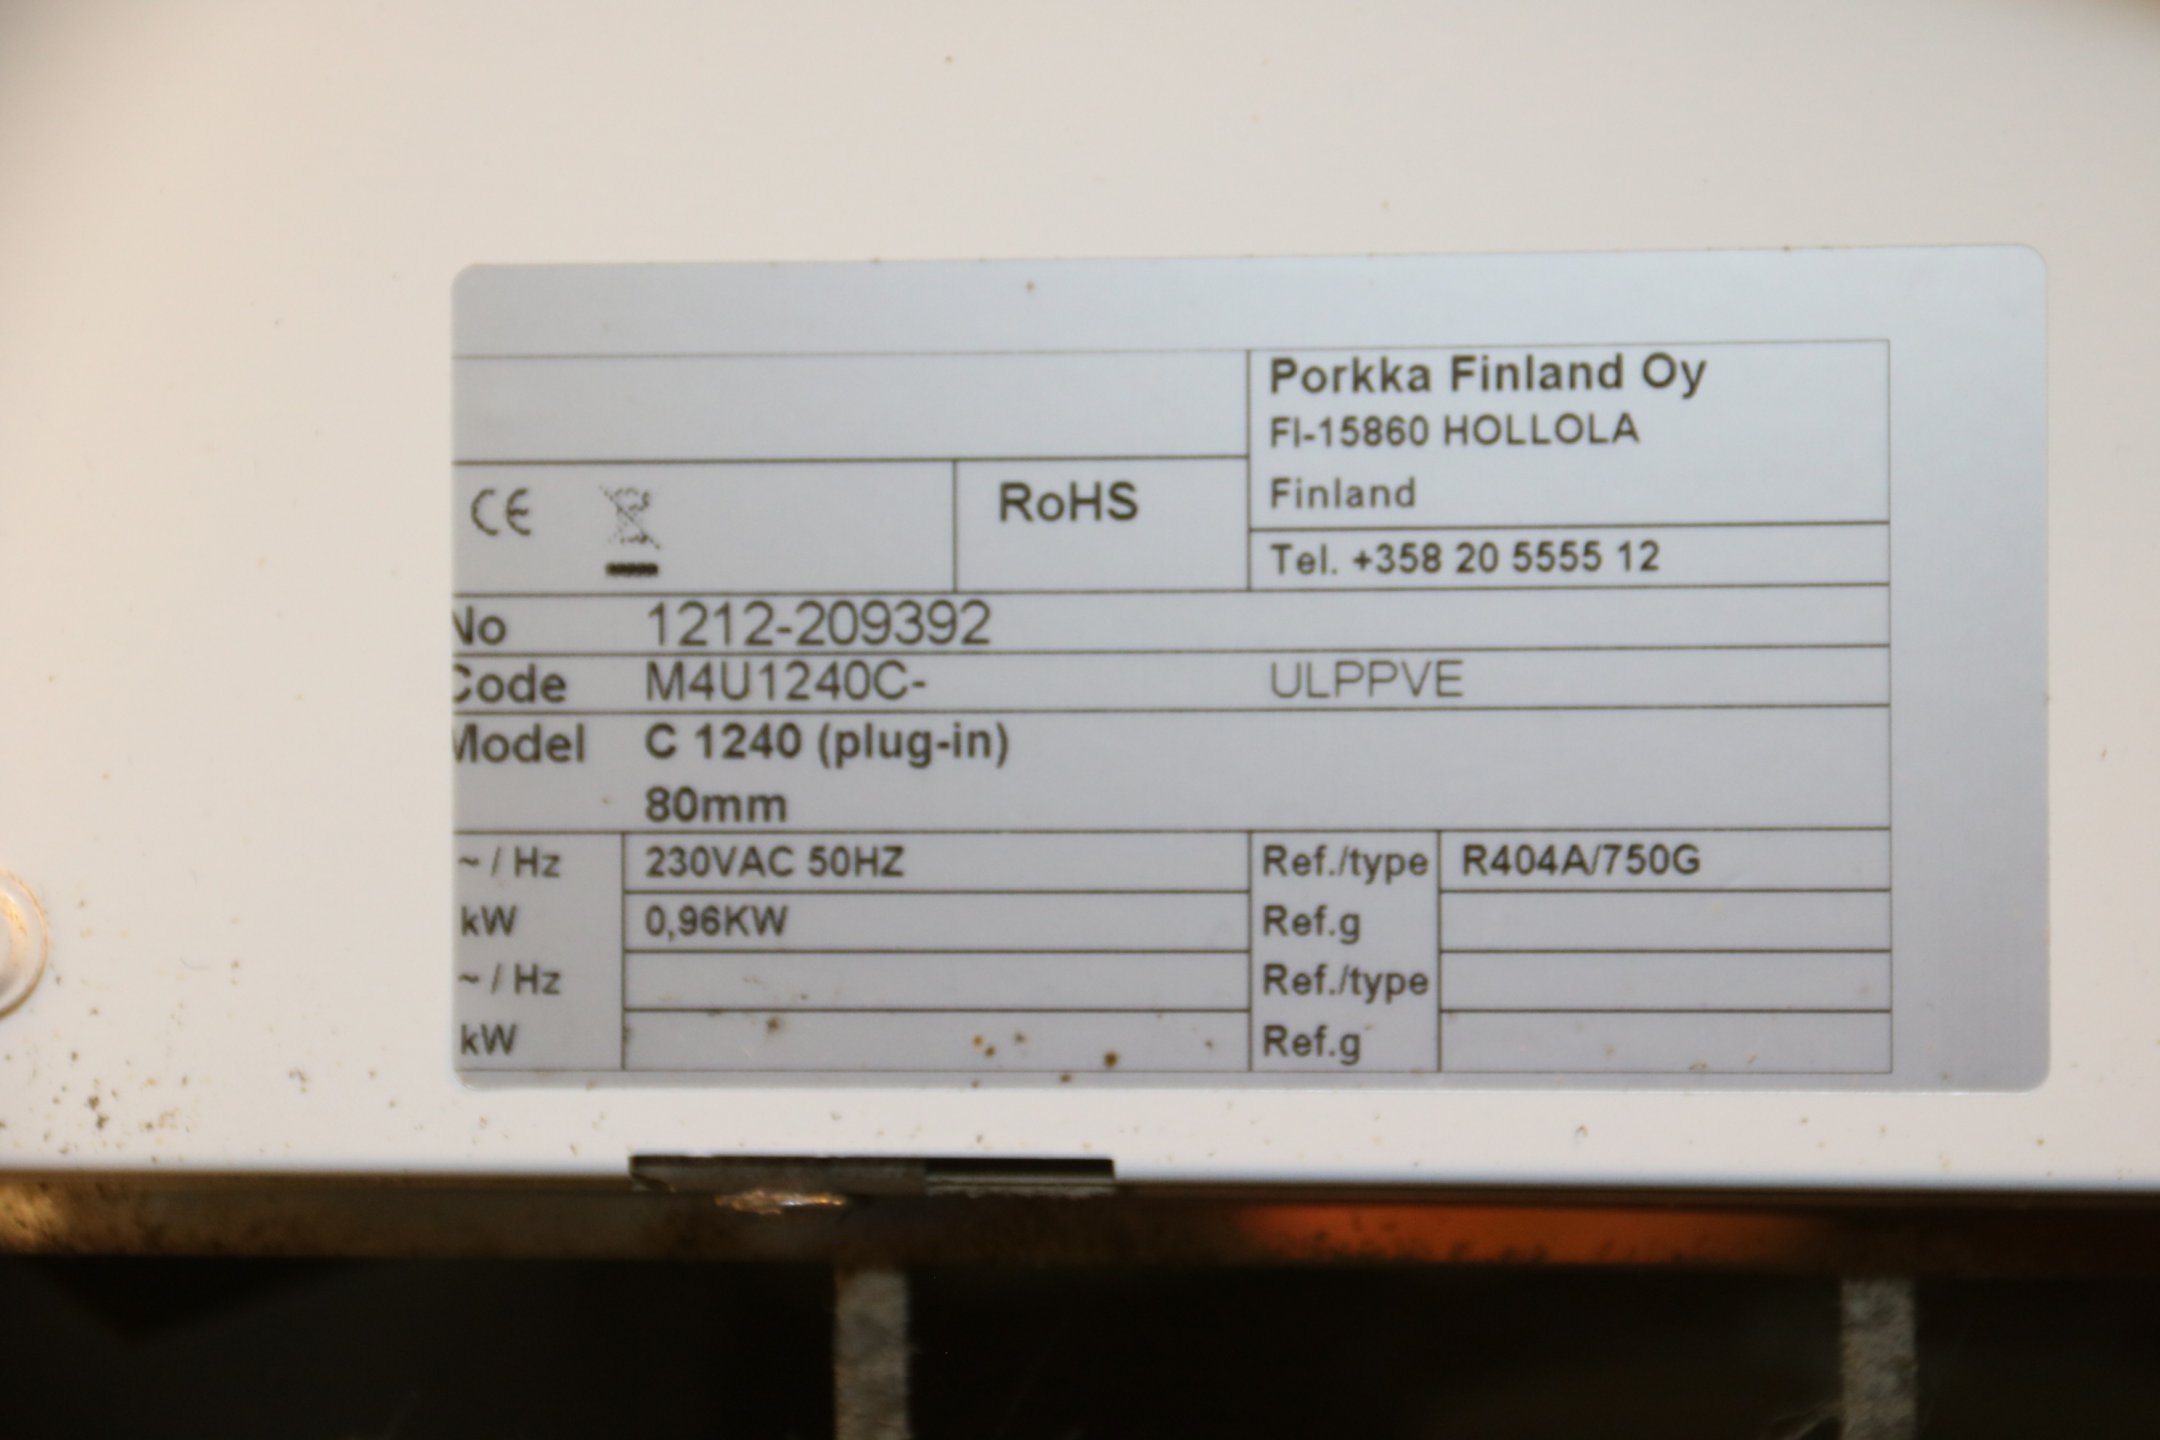 Porkka Finland Oy
FI-15860 HOLLOLA
Finland
CE RoHS
Tel. +358 20 5555 12
No 1212-209392
Code M4U1240C- ULPPVE
Model C 1240 (plug-in)
80mm
~ / Hz 230VAC 50HZ Ref./type R404A/750G
kW 0,96KW Ref.g
~ / Hz Ref./type
kW Ref.g